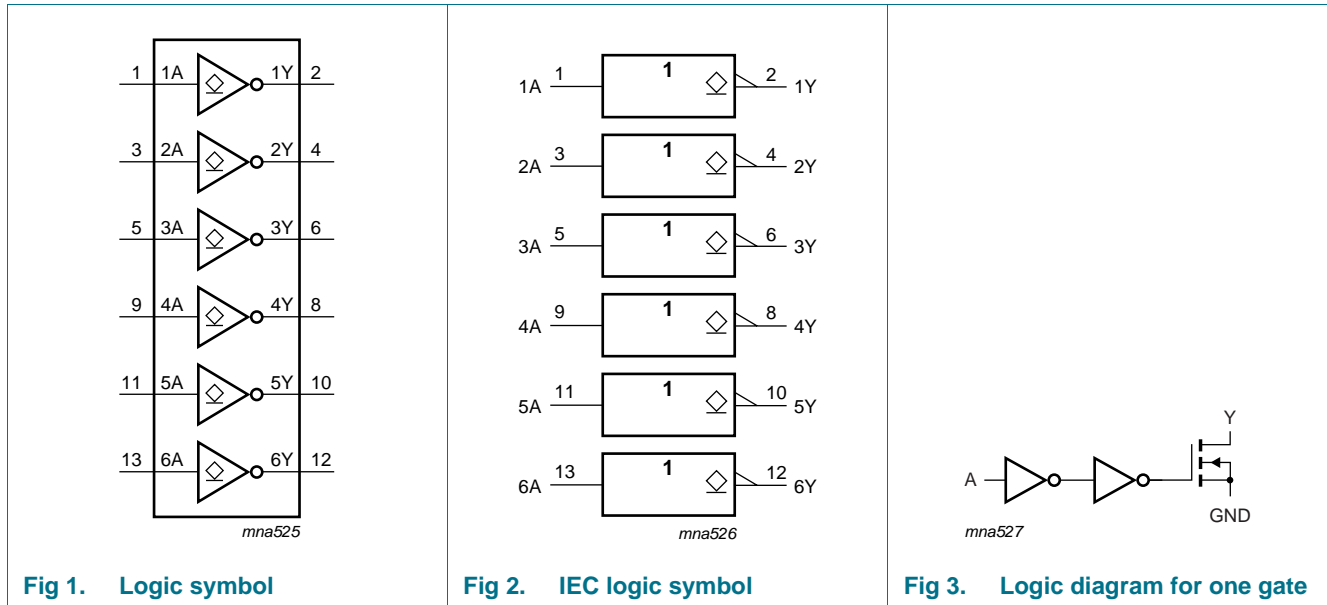 1 1A 1Y 2
3 2A 2Y 4
5 3A 3Y 6
9 4A 4Y 8
11 5A 5Y 10
13 6A 6Y 12
mna525
Fig 1. Logic symbol
1A 1 1 2 1Y
2A 3 1 4 2Y
3A 5 1 6 3Y
4A 9 1 8 4Y
5A 11 1 10 5Y
6A 13 1 12 6Y
mna526
Fig 2. IEC logic symbol
Y
A
GND
mna527
Fig 3. Logic diagram for one gate